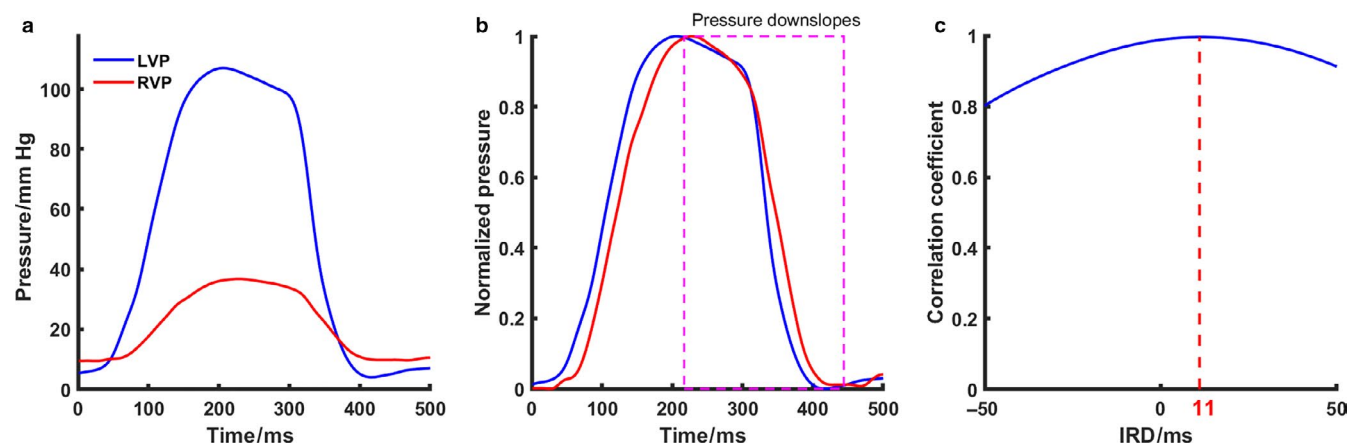 a
LVP
RVP
Pressure/mm Hg
100
80
60
40
20
0
0 100 200 300 400 500
Time/ms
b
Pressure downslopes
Normalized pressure
1
0.8
0.6
0.4
0.2
0
0 100 200 300 400 500
Time/ms
c
Correlation coefficient
1
0.8
0.6
0.4
0.2
0
–50 0 11 50
IRD/ms